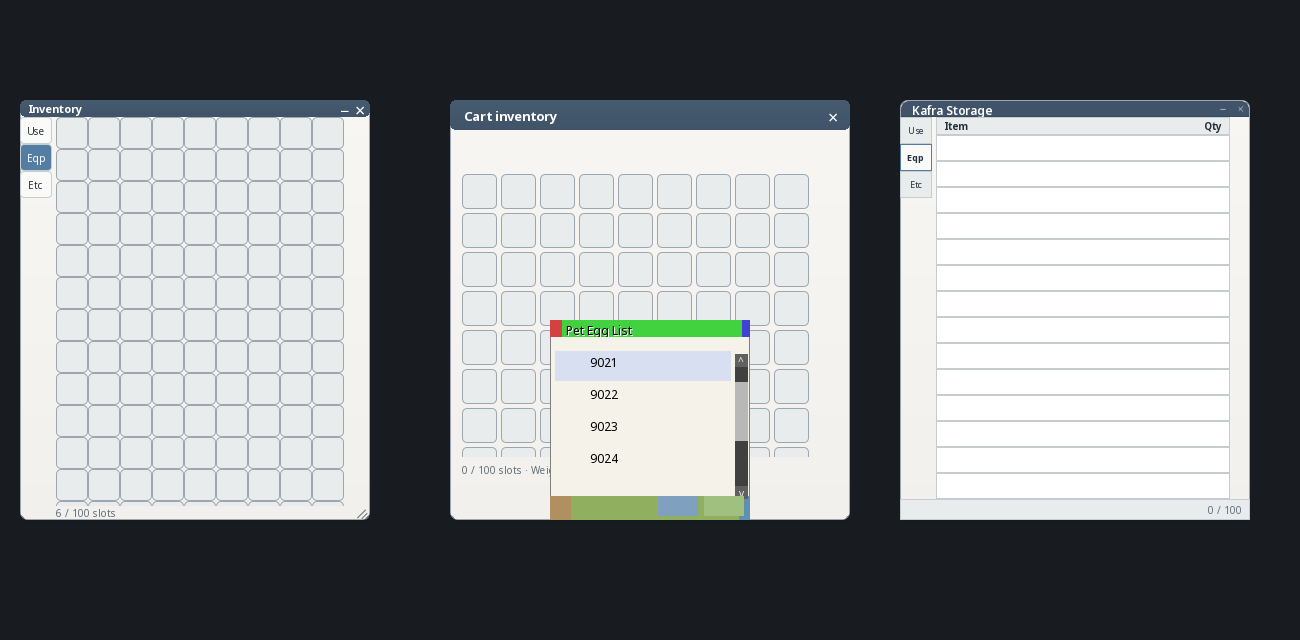 Inventory
Use
Eqp
Etc
6 / 100 slots
Cart inventory
0 / 100 slots ·
Pet Egg List
9021
9022
9023
9024
Kafra Storage
Item Qty
Use
Eqp
Etc
0 / 100